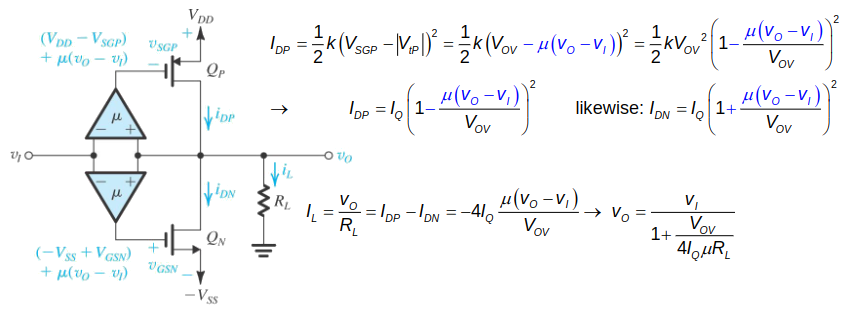 V_DD
(V_DD − V_SGP)
+ μ(v_O − v_I)
+
v_SGP
−
Q_P
μ
− +
i_DP
v_I
v_O
i_L
− +
μ
i_DN
R_L
Q_N
(−V_SS + V_GSN)
+ μ(v_O − v_I)
+
v_GSN
−
−V_SS
I_DP = 1/2 k(V_SGP − |V_tP|)² = 1/2 k(V_OV − μ(v_O − v_I))² = 1/2 kV_OV² (1 − μ(v_O − v_I)/V_OV)²
→ I_DP = I_Q (1 − μ(v_O − v_I)/V_OV)² likewise: I_DN = I_Q (1 + μ(v_O − v_I)/V_OV)²
I_L = v_O/R_L = I_DP − I_DN = −4I_Q μ(v_O − v_I)/V_OV → v_O = v_I/(1 + V_OV/(4I_Q μR_L))